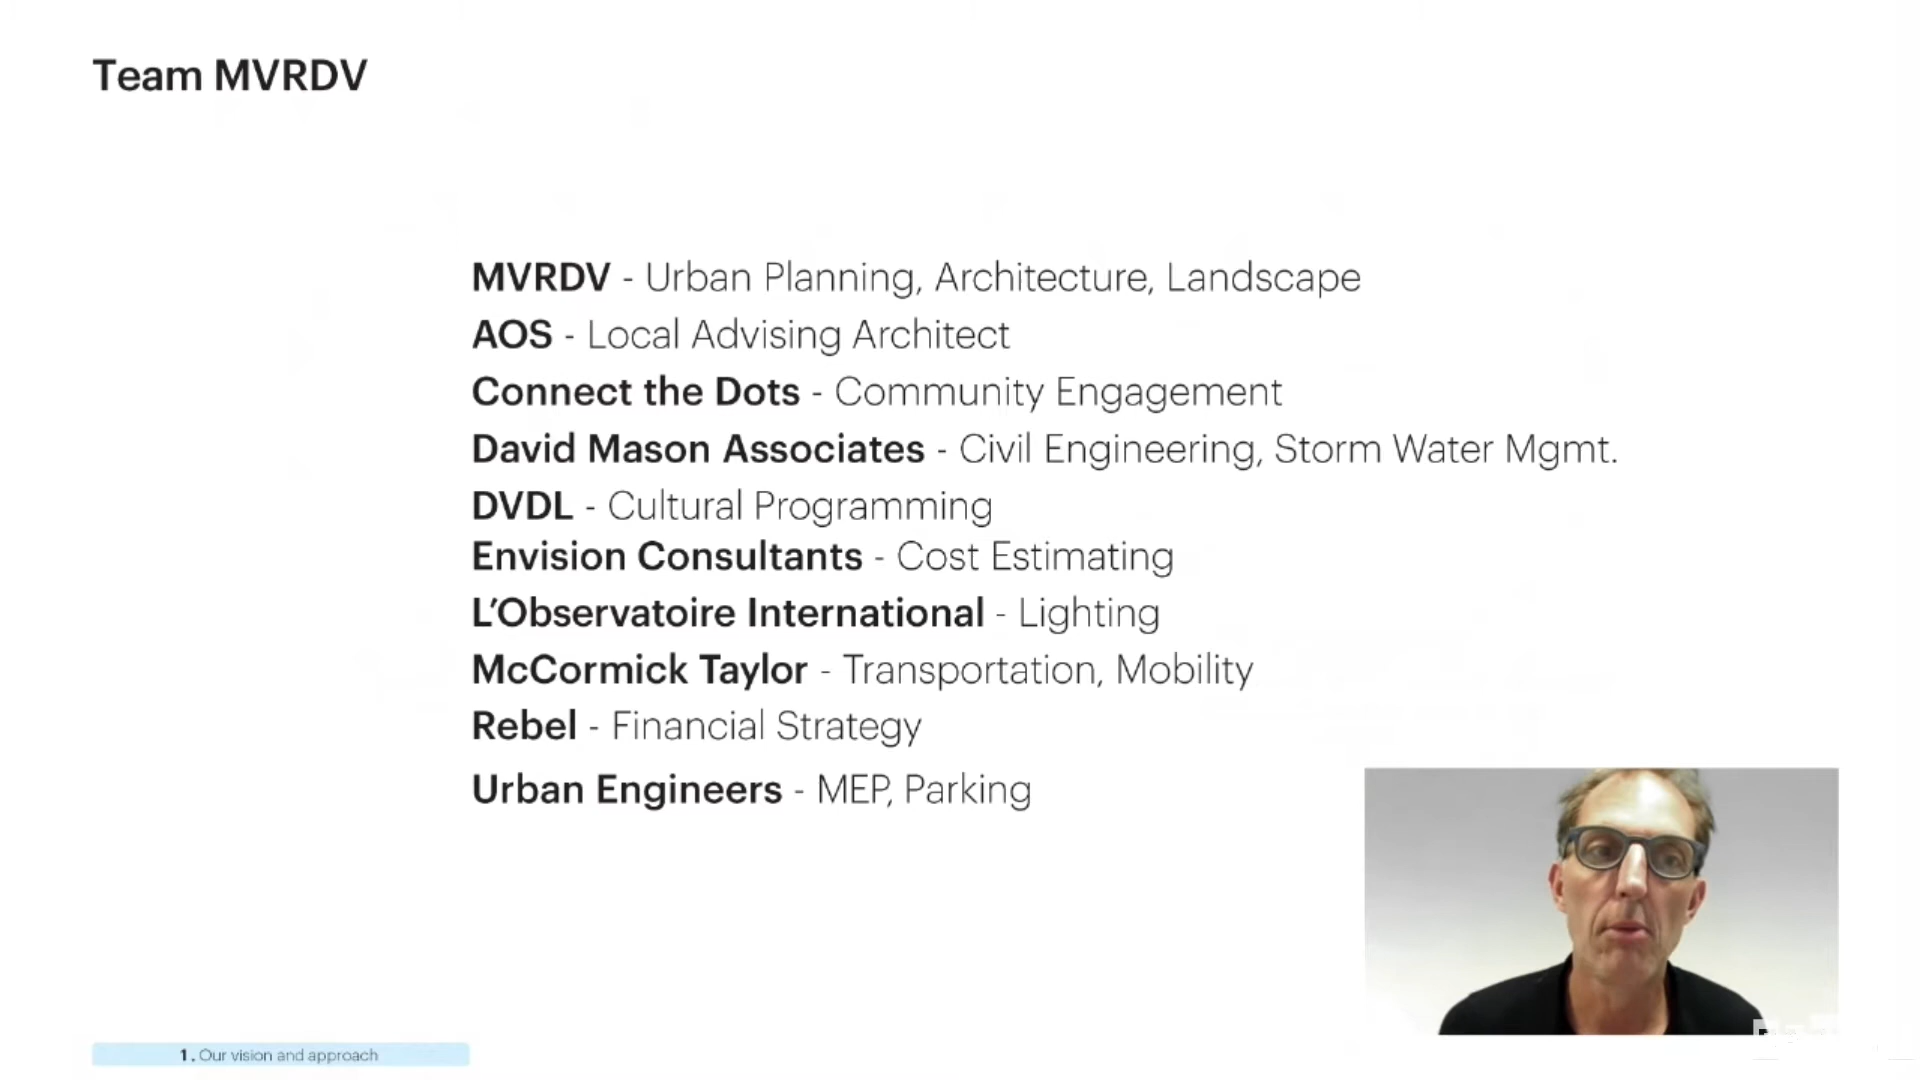 Team MVRDV
MVRDV - Urban Planning, Architecture, Landscape
AOS - Local Advising Architect
Connect the Dots - Community Engagement
David Mason Associates - Civil Engineering, Storm Water Mgmt.
DVDL - Cultural Programming
Envision Consultants - Cost Estimating
L’Observatoire International - Lighting
McCormick Taylor - Transportation, Mobility
Rebel - Financial Strategy
Urban Engineers - MEP, Parking
1. Our vision and approach